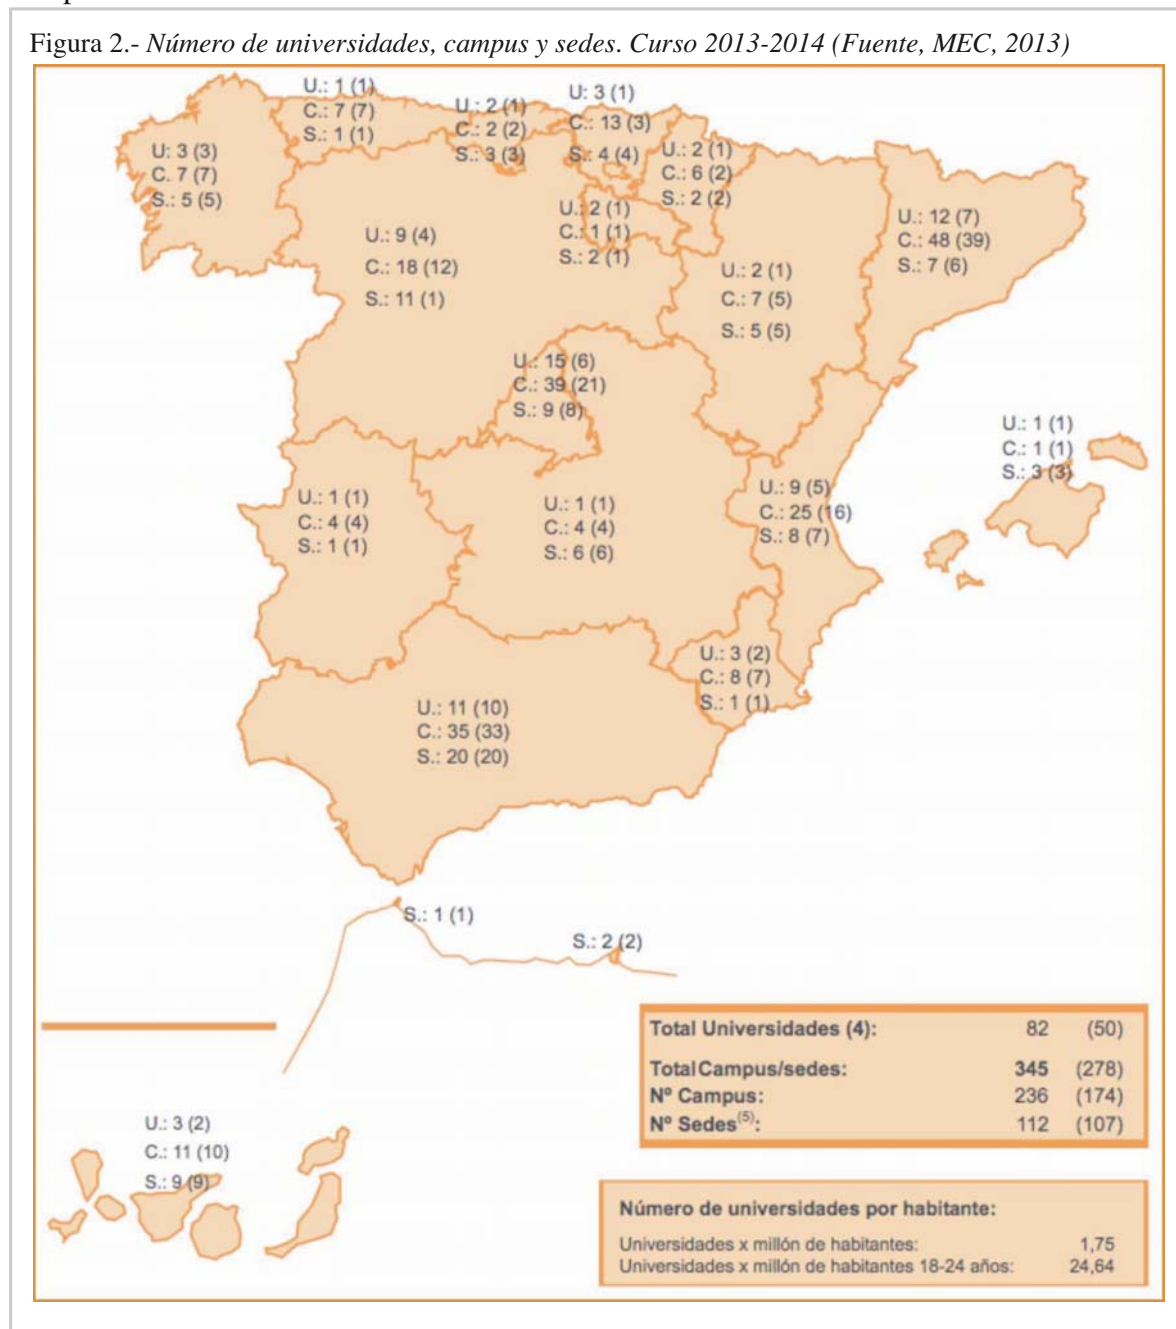 Figura 2.- Número de universidades, campus y sedes. Curso 2013-2014 (Fuente, MEC, 2013)
U.: 1 (1)
C.: 7 (7)
S.: 1 (1)
U.: 2 (1)
C.: 2 (2)
S.: 3 (3)
U: 3 (1)
C.: 13 (3)
S.: 4 (4)
U: 3 (3)
C. 7 (7)
S.: 5 (5)
U.: 2 (1)
C.: 6 (2)
S.: 2 (2)
U.: 2 (1)
C.: 1 (1)
S.: 2 (1)
U.: 9 (4)
C.: 18 (12)
S.: 11 (1)
U.: 12 (7)
C.: 48 (39)
S.: 7 (6)
U.: 2 (1)
C.: 7 (5)
S.: 5 (5)
U.: 15 (6)
C.: 39 (21)
S.: 9 (8)
U.: 1 (1)
C.: 1 (1)
S.: 3 (3)
U.: 1 (1)
C.: 4 (4)
S.: 1 (1)
U.: 1 (1)
C.: 4 (4)
S.: 6 (6)
U.: 9 (5)
C.: 25 (16)
S.: 8 (7)
U.: 3 (2)
C.: 8 (7)
S.: 1 (1)
U.: 11 (10)
C.: 35 (33)
S.: 20 (20)
S.: 1 (1)
S.: 2 (2)
Total Universidades (4): 82 (50)
Total Campus/sedes: 345 (278)
Nº Campus: 236 (174)
Nº Sedes(5): 112 (107)
U.: 3 (2)
C.: 11 (10)
S.: 9 (9)
Número de universidades por habitante:
Universidades x millón de habitantes: 1,75
Universidades x millón de habitantes 18-24 años: 24,64